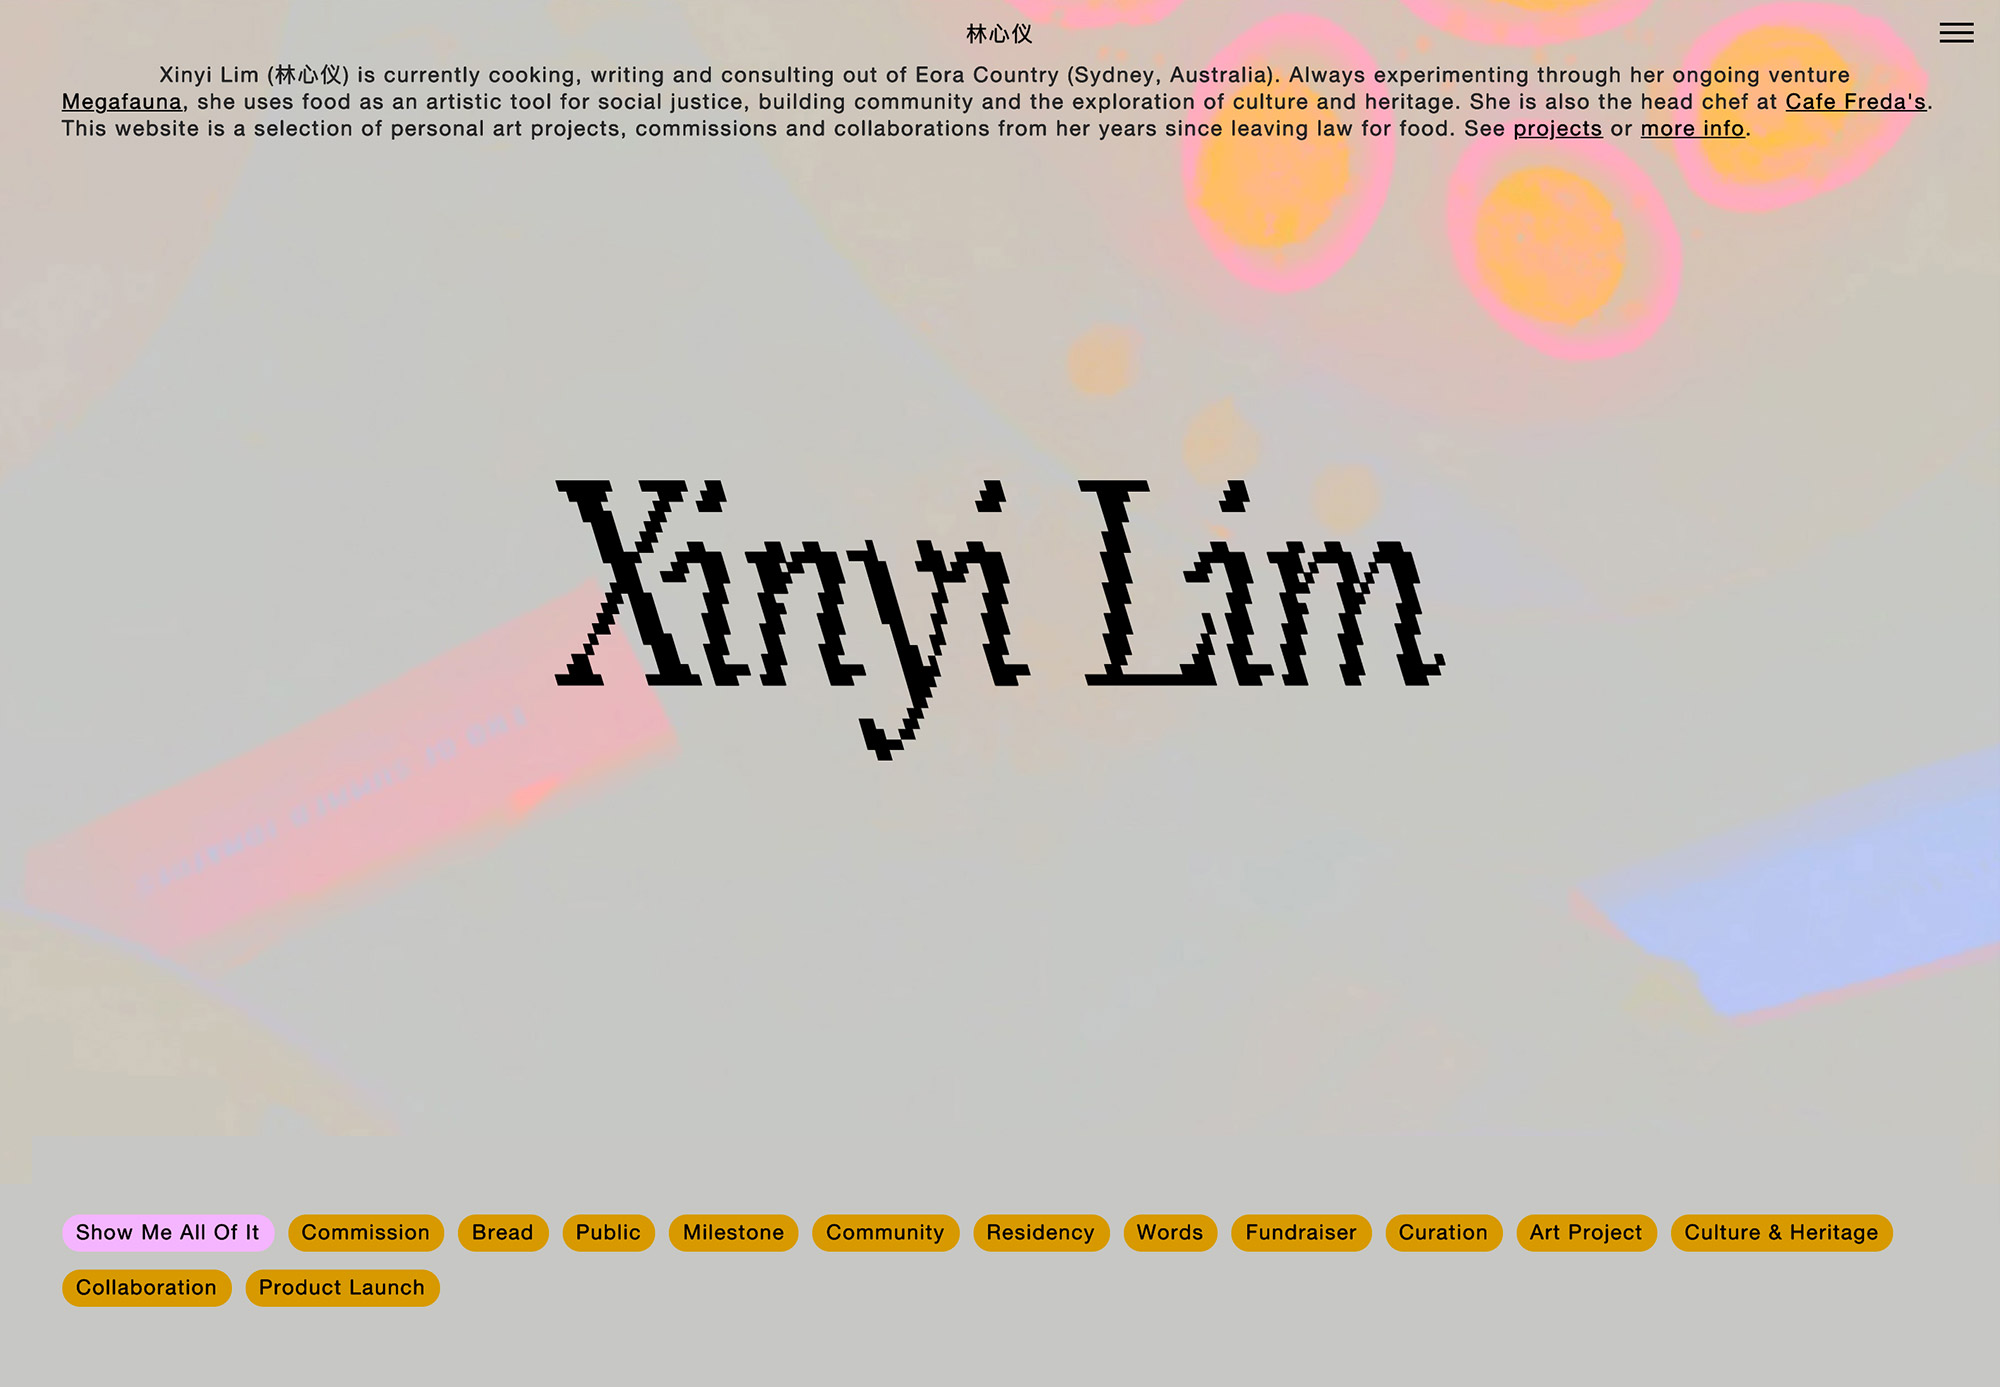 林心仪
Xinyi Lim (林心仪) is currently cooking, writing and consulting out of Eora Country (Sydney, Australia). Always experimenting through her ongoing venture
Megafauna, she uses food as an artistic tool for social justice, building community and the exploration of culture and heritage. She is also the head chef at Cafe Freda's.
This website is a selection of personal art projects, commissions and collaborations from her years since leaving law for food. See projects or more info.
Xinyi Lim
Show Me All Of It Commission Bread Public Milestone Community Residency Words Fundraiser Curation Art Project Culture & Heritage
Collaboration Product Launch